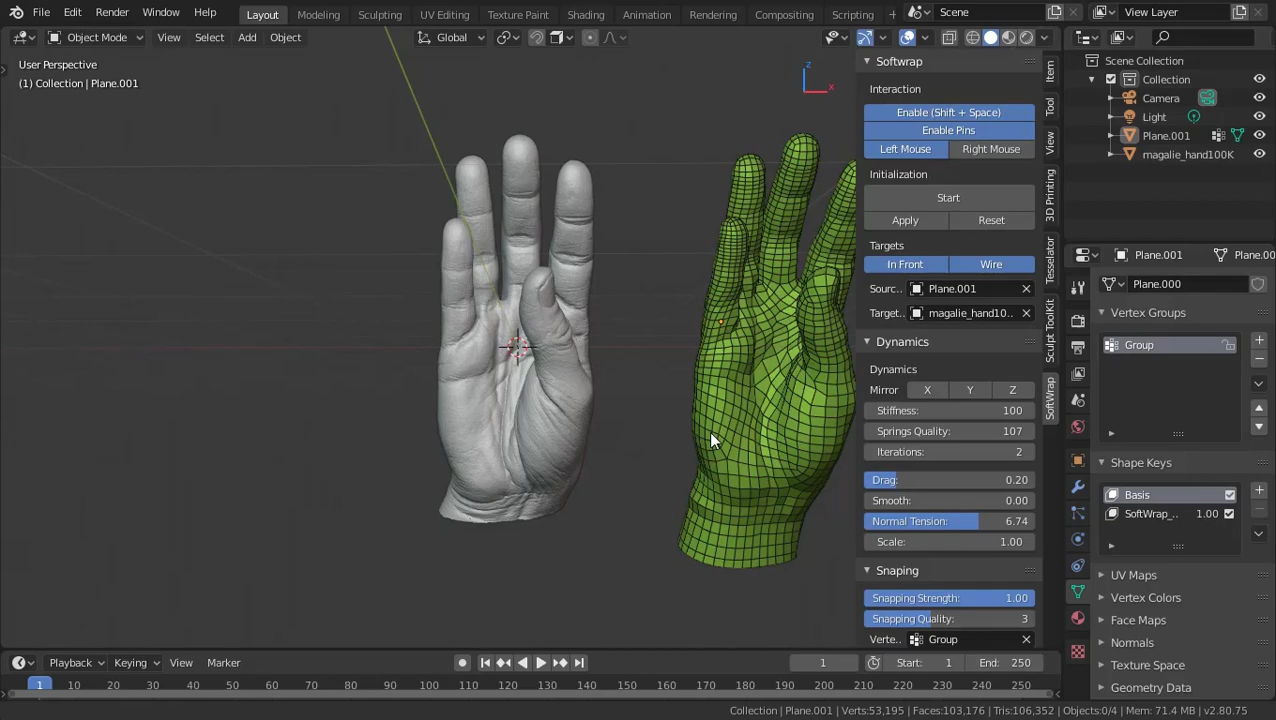 File Edit Render Window Help Layout Modeling Sculpting UV Editing Texture Paint Shading Animation Rendering Compositing Scripting + Scene View Layer
Object Mode View Select Add Object Global
User Perspective
(1) Collection | Plane.001
z
x
Softwrap
Interaction
Enable (Shift + Space)
Enable Pins
Left Mouse Right Mouse
Initialization
Start
Apply Reset
Targets
In Front Wire
Sourc.. Plane.001
Target.. magalie_hand10..
Dynamics
Dynamics
Mirror X Y Z
Stiffness: 100
Springs Quality: 107
Iterations: 2
Drag: 0.20
Smooth: 0.00
Normal Tension: 6.74
Scale: 1.00
Snapping
Snapping Strength: 1.00
Snapping Quality: 3
Verte.. Group
Item
Tool
View
3D Printing
Tesselator
Sculpt ToolKit
SoftWrap
Scene Collection
Collection
Camera
Light
Plane.001
magalie_hand100K
Plane.001 Plane.0..
Plane.000
Vertex Groups
Group
Shape Keys
Basis
SoftWrap_.. 1.00
UV Maps
Vertex Colors
Face Maps
Normals
Texture Space
Geometry Data
Playback Keying View Marker 1 Start: 1 End: 250
1 10 20 30 40 50 60 70 80 90 100 110 120 130 140 150 160 170 180 190 200 210 220 230 240 250
Collection | Plane.001 | Verts:53,195 | Faces:103,176 | Tris:106,352 | Objects:0/4 | Mem: 71.4 MB | v2.80.75